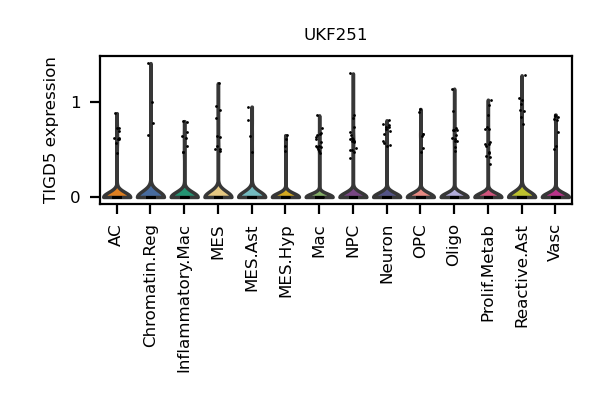 UKF251
TIGD5 expression
1
0
AC
Chromatin.Reg
Inflammatory.Mac
MES
MES.Ast
MES.Hyp
Mac
NPC
Neuron
OPC
Oligo
Prolif.Metab
Reactive.Ast
Vasc